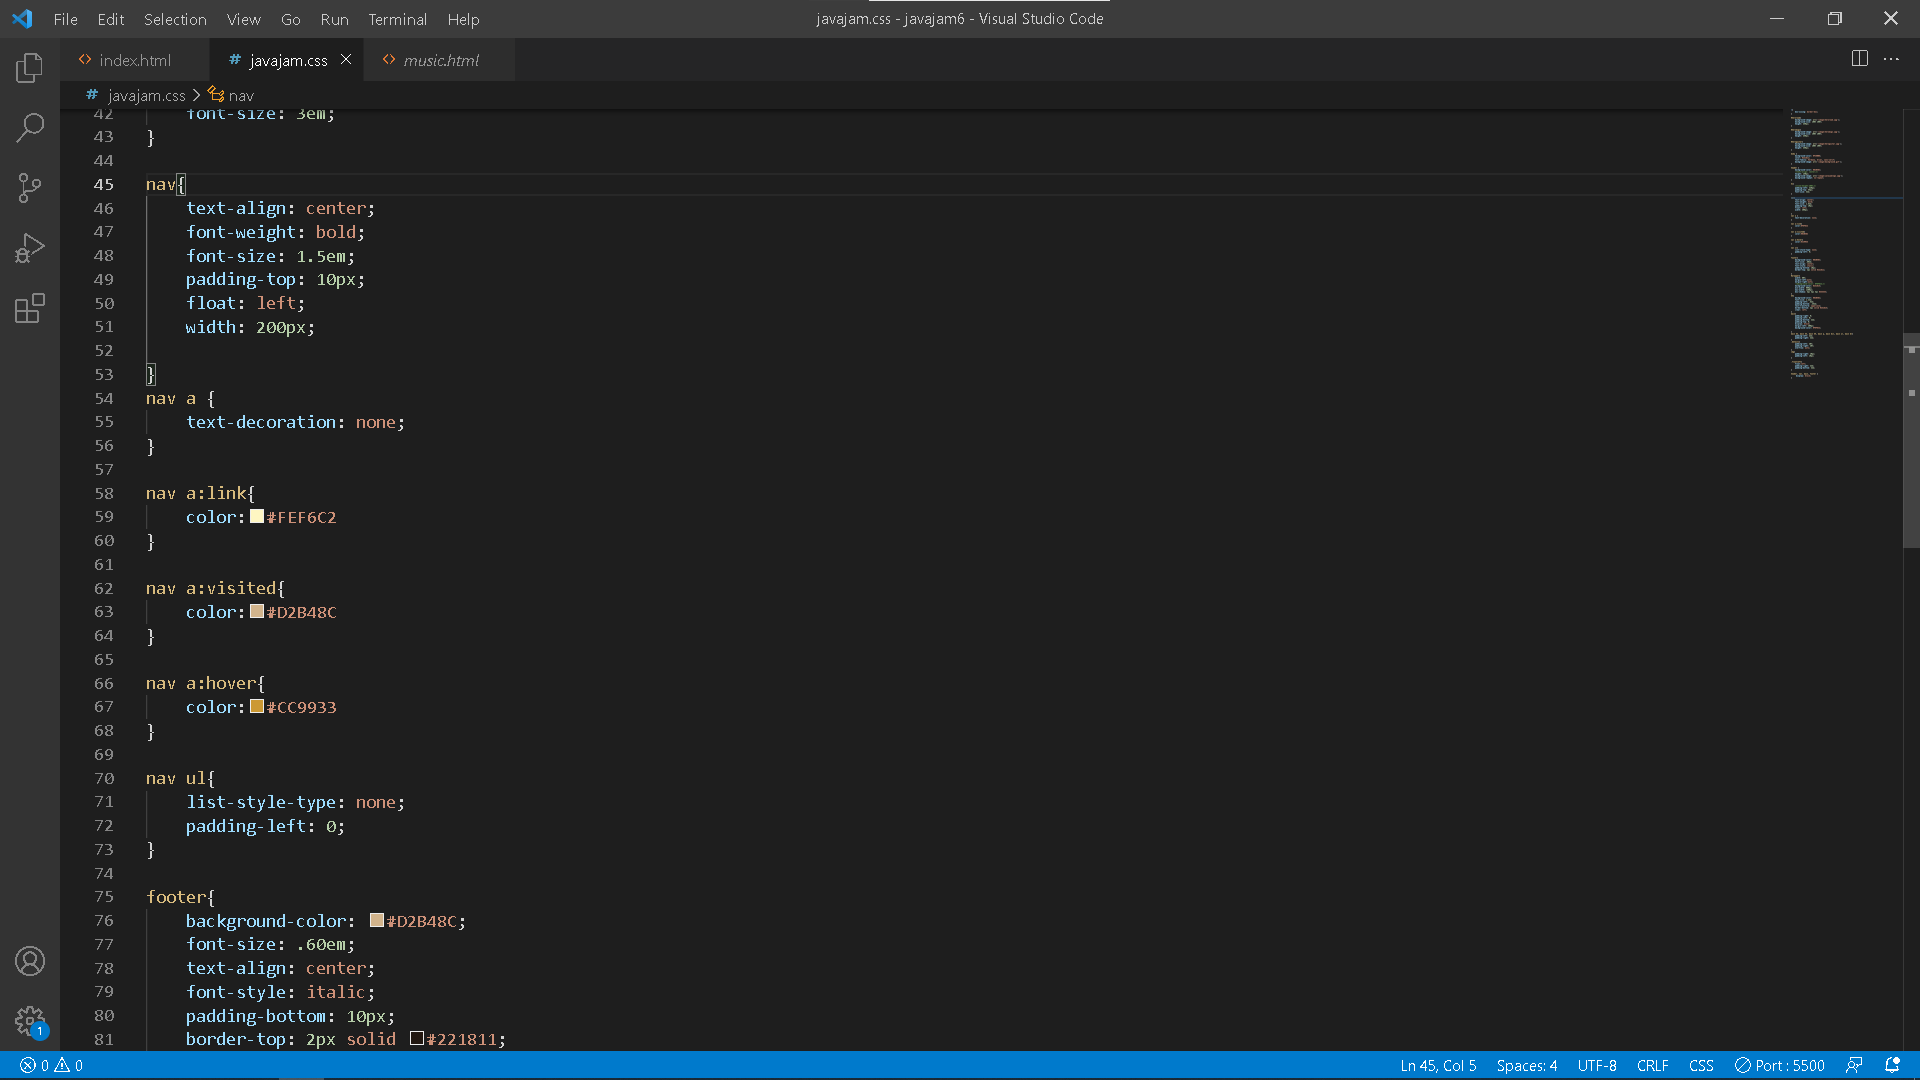 File Edit Selection View Go Run Terminal Help javajam.css - javajam6 - Visual Studio Code
<> index.html # javajam.css <> music.html
# javajam.css > nav
42 font-size: 3em;
43 }
44
45 nav{
46 text-align: center;
47 font-weight: bold;
48 font-size: 1.5em;
49 padding-top: 10px;
50 float: left;
51 width: 200px;
52
53 }
54 nav a {
55 text-decoration: none;
56 }
57
58 nav a:link{
59 color: #FEF6C2
60 }
61
62 nav a:visited{
63 color: #D2B48C
64 }
65
66 nav a:hover{
67 color: #CC9933
68 }
69
70 nav ul{
71 list-style-type: none;
72 padding-left: 0;
73 }
74
75 footer{
76 background-color: #D2B48C;
77 font-size: .60em;
78 text-align: center;
79 font-style: italic;
80 padding-bottom: 10px;
81 border-top: 2px solid #221811;
1
0 0 Ln 45, Col 5 Spaces: 4 UTF-8 CRLF CSS Port : 5500